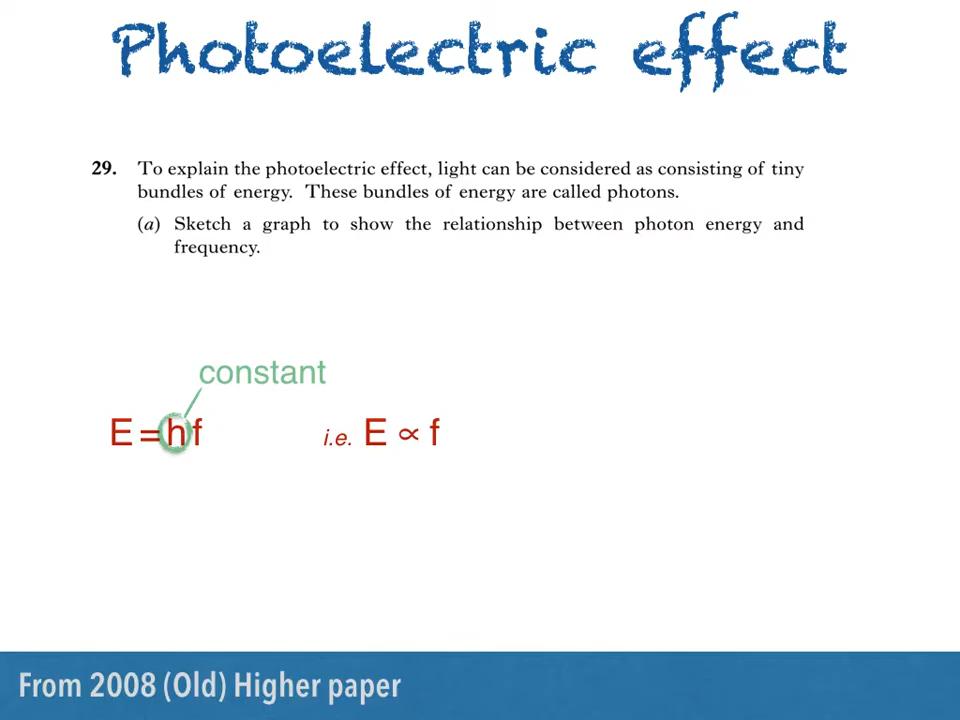 Photoelectric effect
29. To explain the photoelectric effect, light can be considered as consisting of tiny
bundles of energy. These bundles of energy are called photons.
(a) Sketch a graph to show the relationship between photon energy and
frequency.
constant
E = h f i.e. E ∝ f
From 2008 (Old) Higher paper